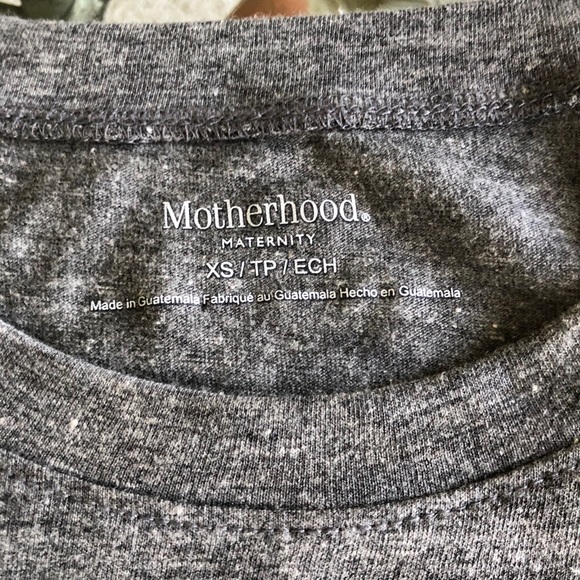 Motherhood®
MATERNITY
XS / TP / ECH
Made in Guatemala Fabriqué au Guatemala Hecho en Guatemala